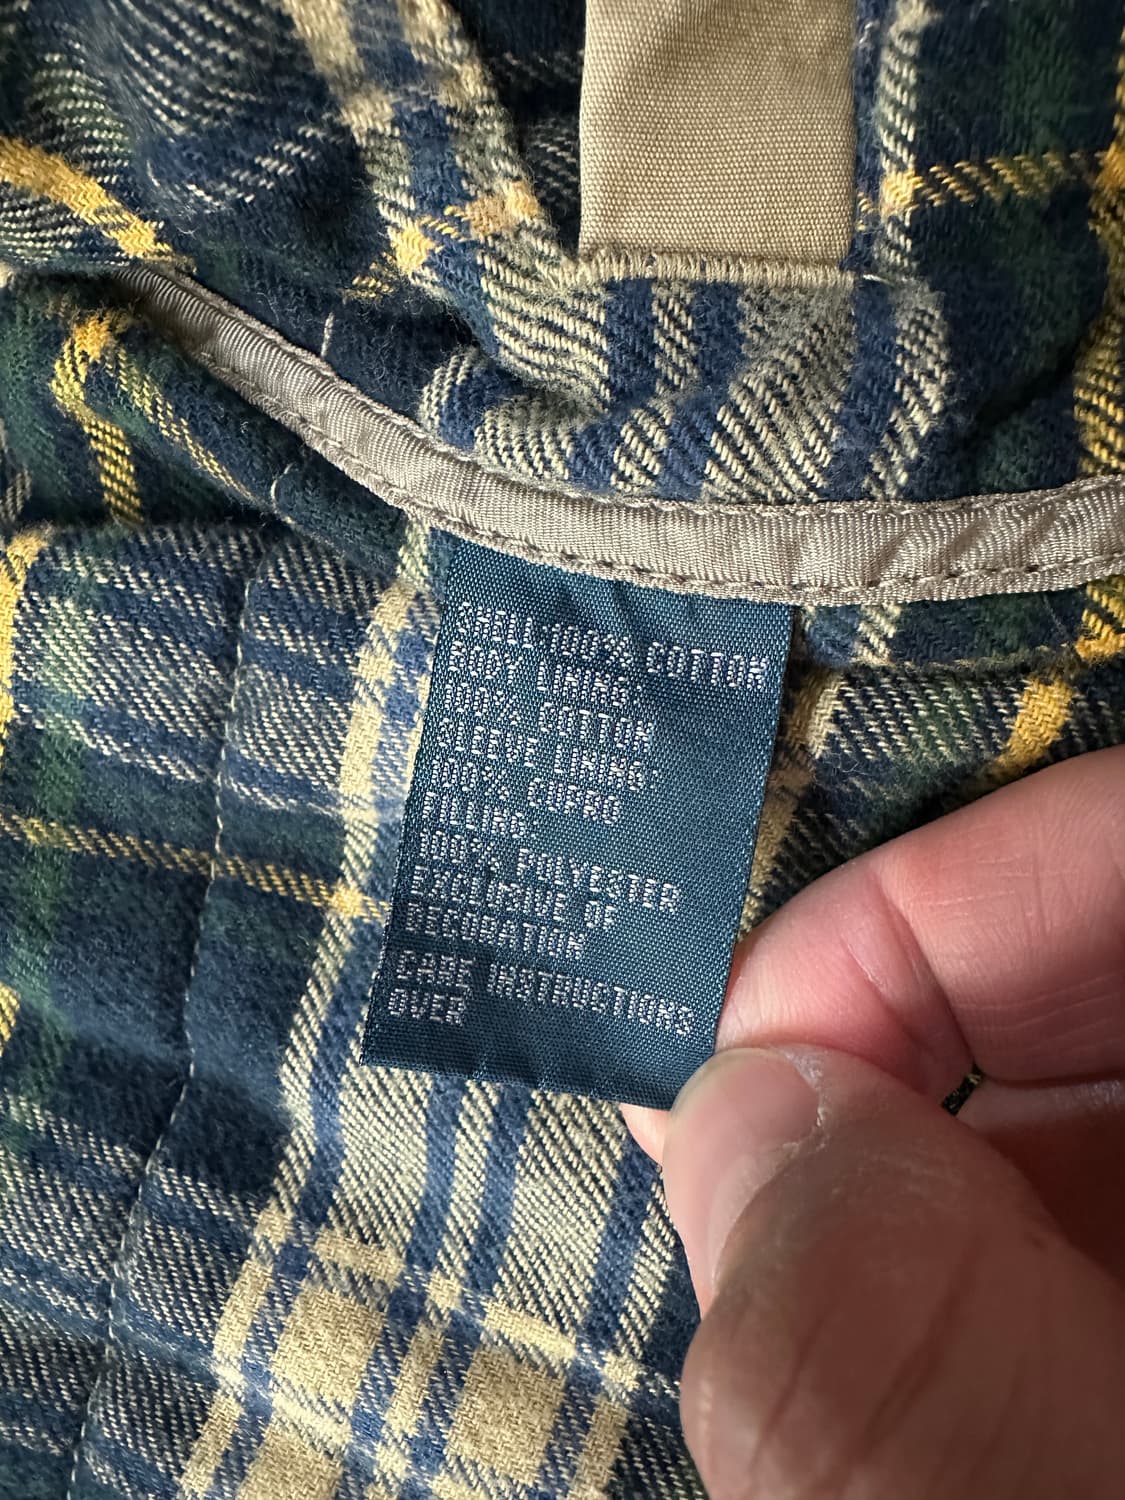 SHELL:100% COTTON
BODY LINING:
100% COTTON
SLEEVE LINING:
100% CUPRO
FILLING:
100% POLYESTER
EXCLUSIVE OF
DECORATION
CARE INSTRUCTIONS
OVER